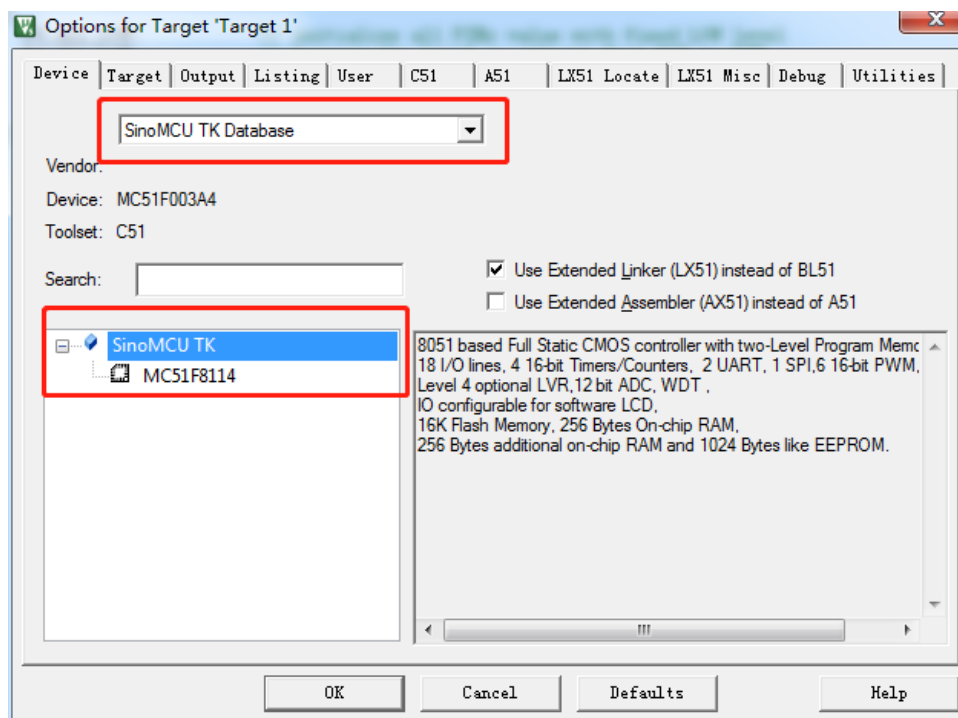 Options for Target 'Target 1'
Device Target Output Listing User C51 A51 LX51 Locate LX51 Misc Debug Utilities
SinoMCU TK Database
Vendor:
Device: MC51F003A4
Toolset: C51
Search:
Use Extended Linker (LX51) instead of BL51
Use Extended Assembler (AX51) instead of A51
SinoMCU TK
MC51F8114
8051 based Full Static CMOS controller with two-Level Program Memc
18 I/O lines, 4 16-bit Timers/Counters, 2 UART, 1 SPI,6 16-bit PWM,
Level 4 optional LVR,12 bit ADC, WDT ,
IO configurable for software LCD,
16K Flash Memory, 256 Bytes On-chip RAM,
256 Bytes additional on-chip RAM and 1024 Bytes like EEPROM.
OK Cancel Defaults Help